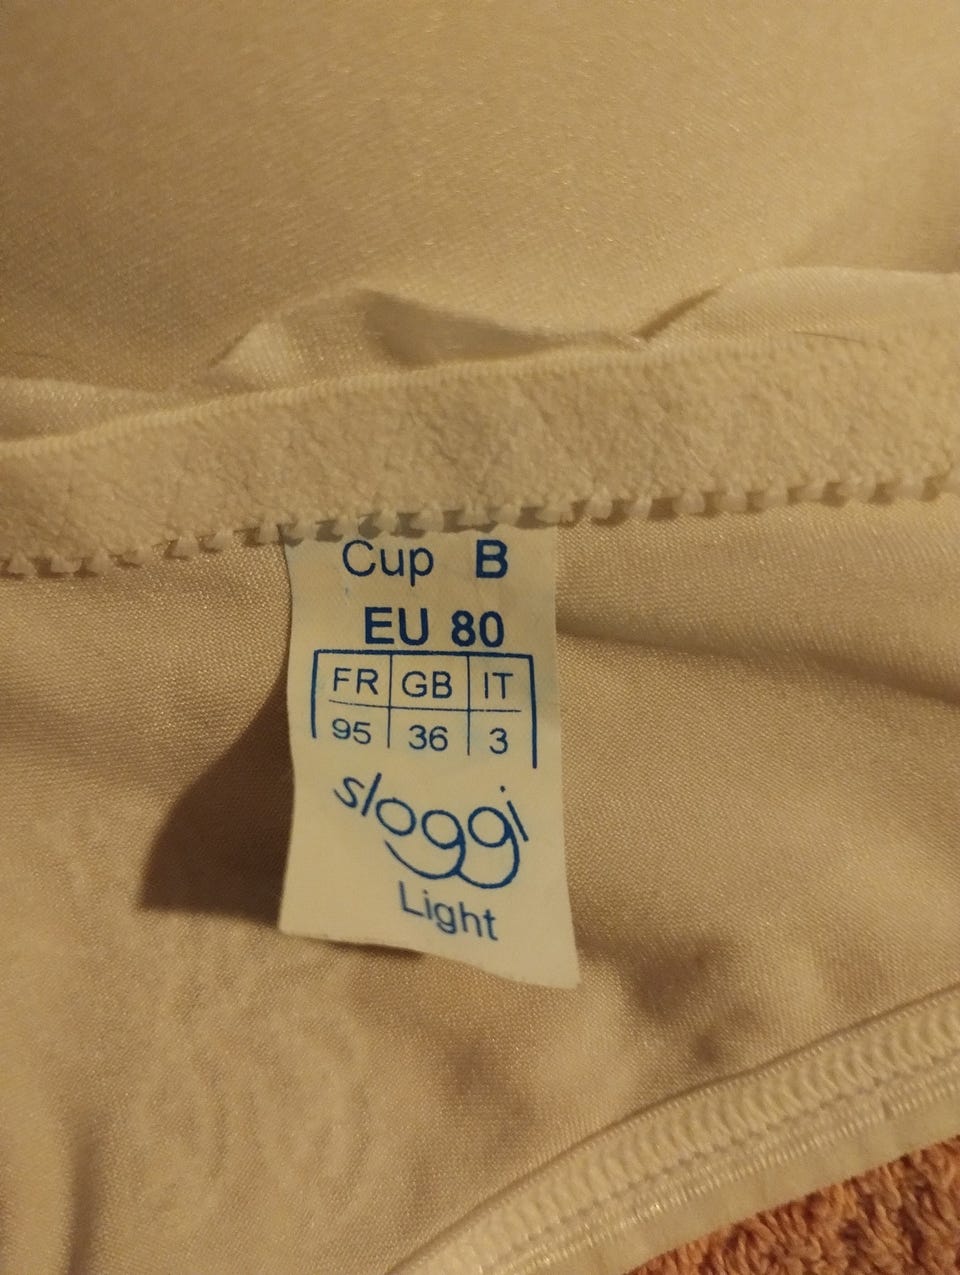 Cup B
EU 80
FR GB IT
95 36 3
sloggi
Light